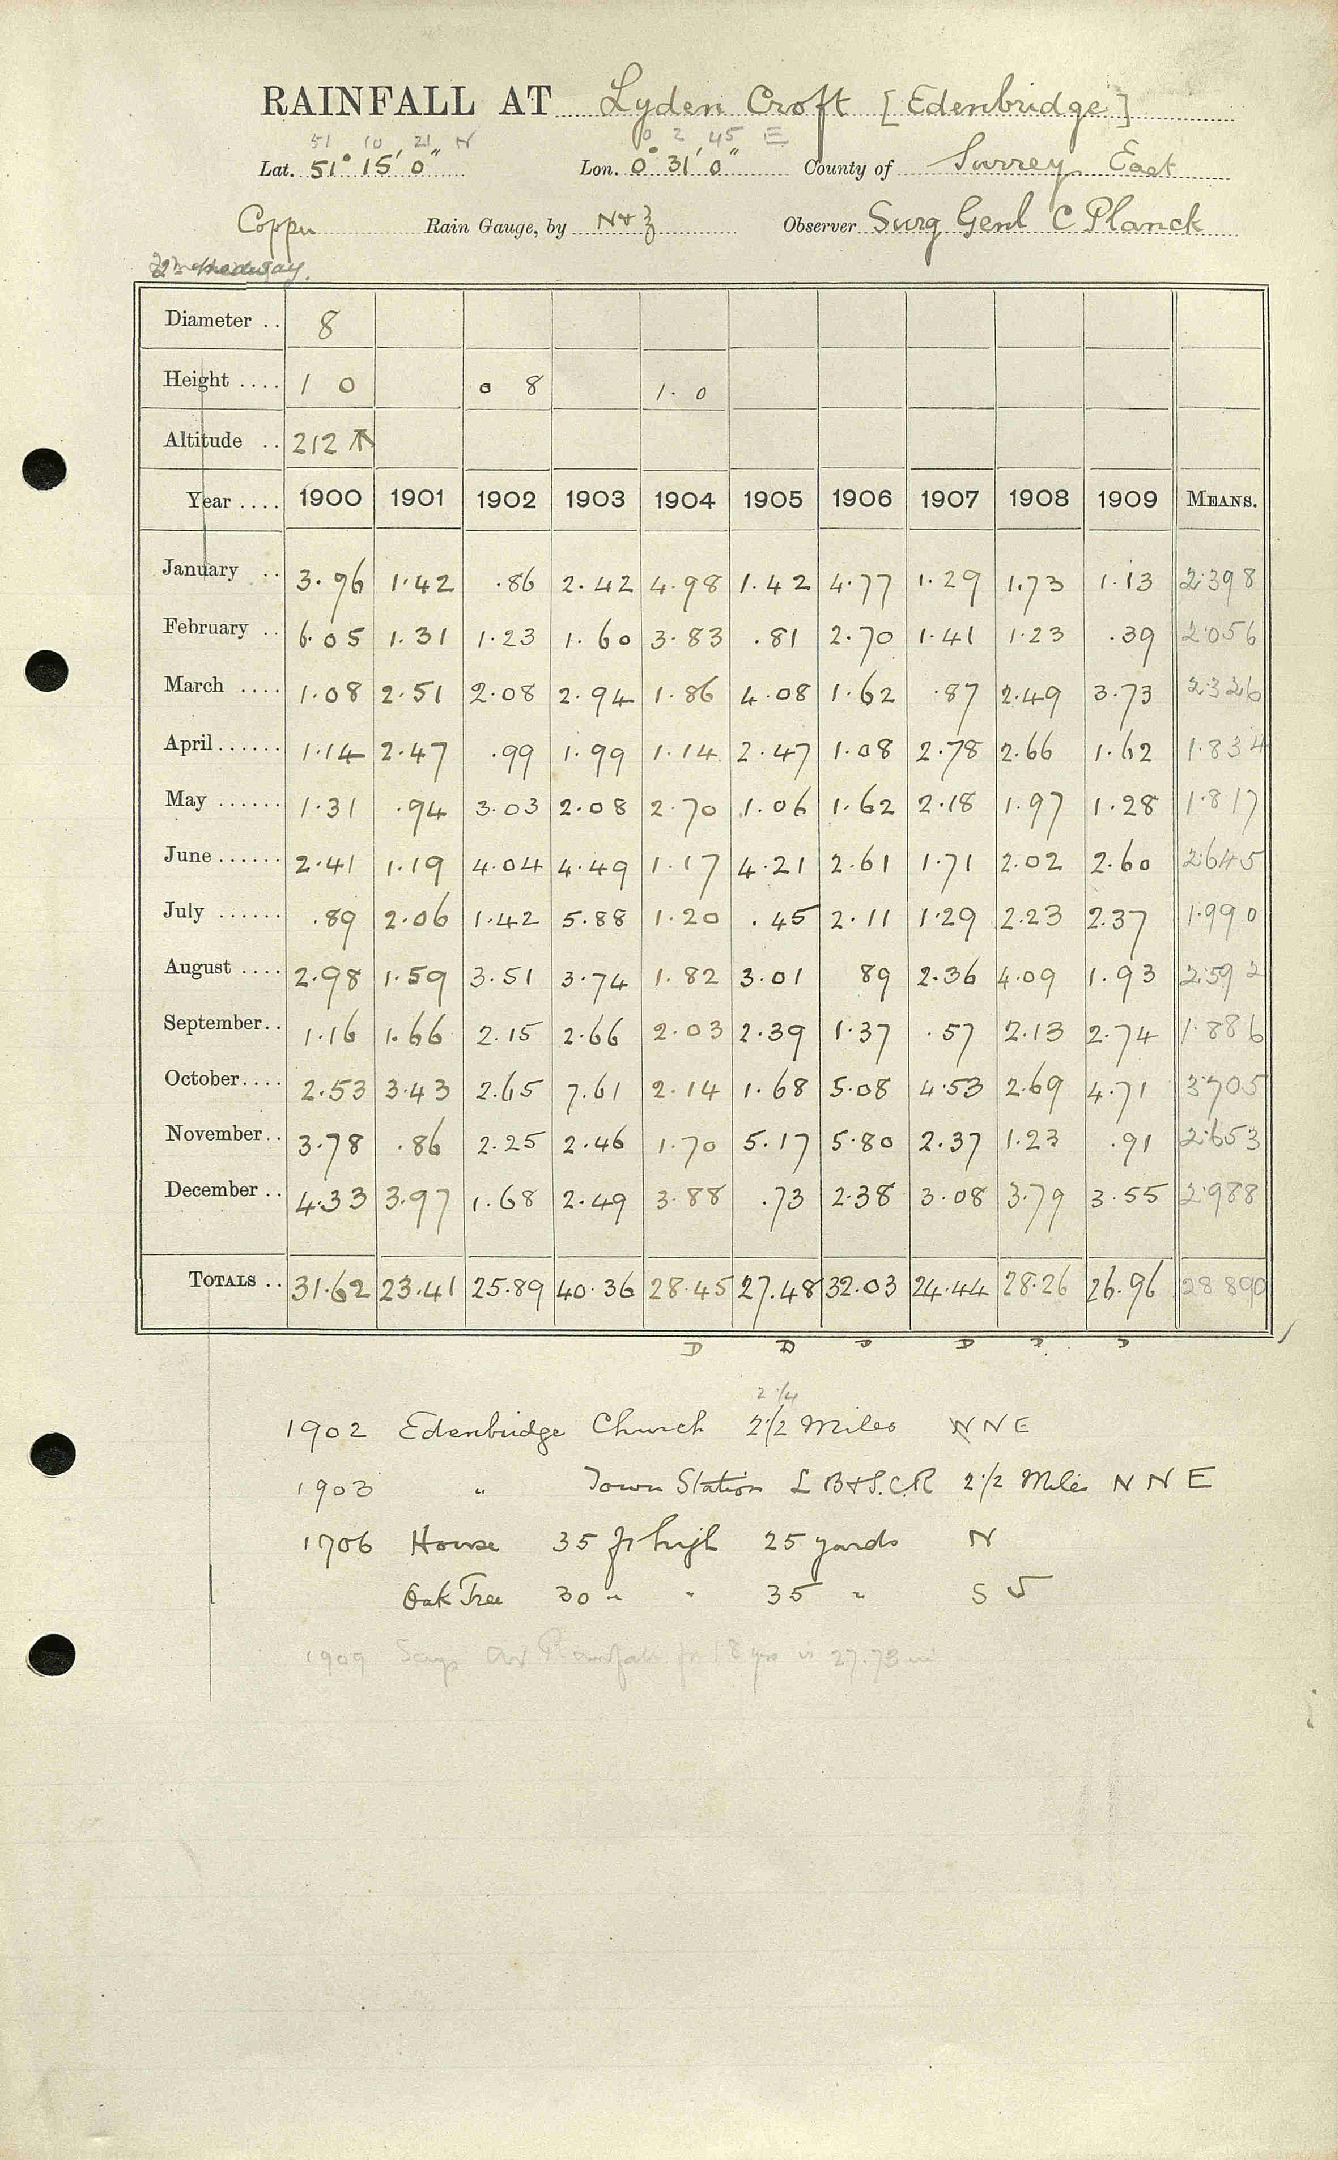 RAINFALL AT Lyden Croft [Edenbridge]
51 10 21 N 0 2 45 E
Lat. 51° 15' 0" Lon. 0° 31' 0" County of Surrey East
Copper Rain Gauge, by N+Z Observer Surg Genl C Planck
Medway.
Diameter .. 8
Height .... 1 0 0 8 1. 0
Altitude .. 212
Year .... 1900 1901 1902 1903 1904 1905 1906 1907 1908 1909 MEANS.
January .. 3.96 1.42 .86 2.42 4.98 1.42 4.77 1.29 1.73 1.13 2.398
February .. 6.05 1.31 1.23 1.60 3.83 .81 2.70 1.41 1.23 .39 2.056
March .... 1.08 2.51 2.08 2.94 1.86 4.08 1.62 .87 2.49 3.73 2.326
April ...... 1.14 2.47 .99 1.99 1.14 2.47 1.08 2.78 2.66 1.62 1.834
May ...... 1.31 .94 3.03 2.08 2.70 1.06 1.62 2.18 1.97 1.28 1.817
June ...... 2.41 1.19 4.04 4.49 1.17 4.21 2.61 1.71 2.02 2.60 2.645
July ...... .89 2.06 1.42 5.88 1.20 .45 2.11 1.29 2.23 2.37 1.990
August .... 2.98 1.59 3.51 3.74 1.82 3.01 89 2.36 4.09 1.93 2.592
September .. 1.16 1.66 2.15 2.66 2.03 2.39 1.37 .57 2.13 2.74 1.886
October .... 2.53 3.43 2.65 7.61 2.14 1.68 5.08 4.53 2.69 4.71 3.705
November .. 3.78 .86 2.25 2.46 1.70 5.17 5.80 2.37 1.23 .91 2.653
December .. 4.33 3.97 1.68 2.49 3.88 .73 2.38 3.08 3.79 3.55 2.988
TOTALS .. 31.62 23.41 25.89 40.36 28.45 27.48 32.03 24.44 28.26 26.96 28.890
D D D D D D
2 1/4
1902 Edenbridge Church 2 1/2 Miles NNE
1903 " Town Station L B+S.C.R 2 1/2 Miles N N E
1906 House 35 ft high 25 yards N
Oak Tree 30 " " 35 " S
1909 Says Av Rainfall for 18 yrs is 27.73 in